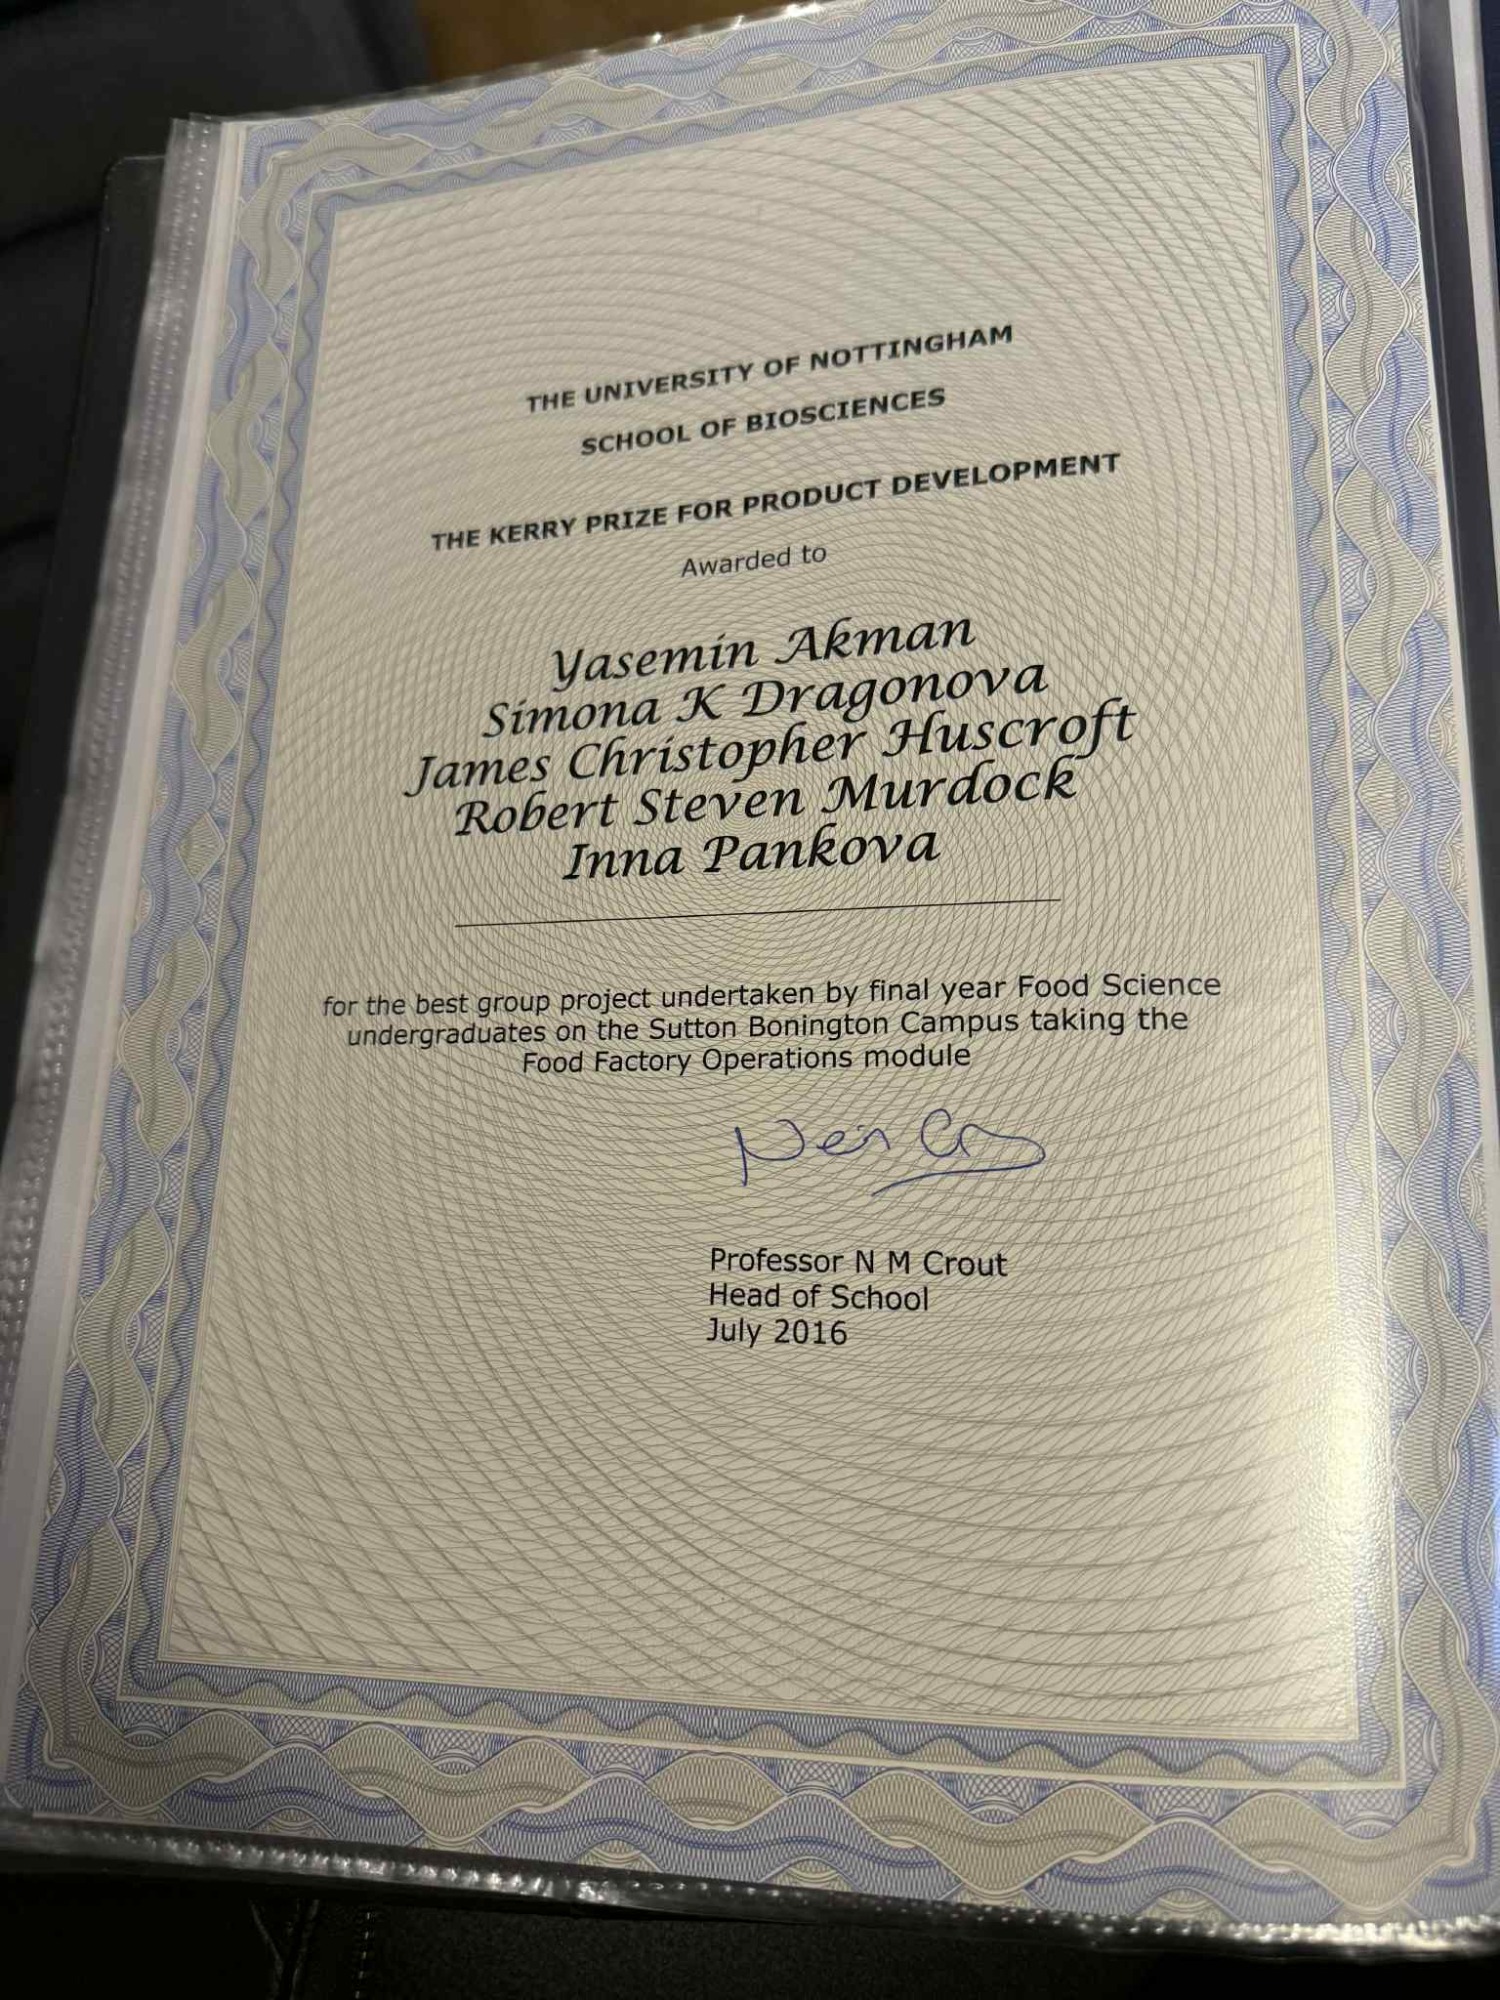 THE UNIVERSITY OF NOTTINGHAM
SCHOOL OF BIOSCIENCES
THE KERRY PRIZE FOR PRODUCT DEVELOPMENT
Awarded to
Yasemin Akman
Simona K Dragonova
James Christopher Huscroft
Robert Steven Murdock
Inna Pankova
for the best group project undertaken by final year Food Science
undergraduates on the Sutton Bonington Campus taking the
Food Factory Operations module
Professor N M Crout
Head of School
July 2016